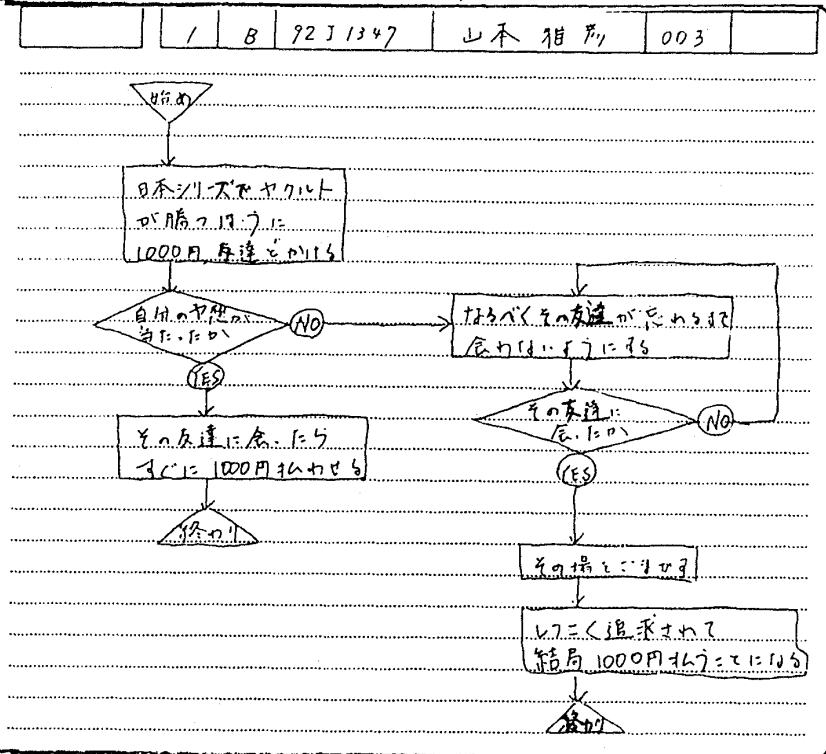 1 B 92J1347 山本 雅彦 003
始め
日本シリーズでヤクルト
が勝つほうに
1000円,友達とかける
自分の予想が
当たったか
NO
YES
その友達に会ったら
すぐに1000円払わせる
終わり
なるべくその友達が忘れるまで
会わないようにする
その友達に
会ったか
NO
YES
その場をごまかす
しつこく追求されて
結局1000円払うことになる
終わり